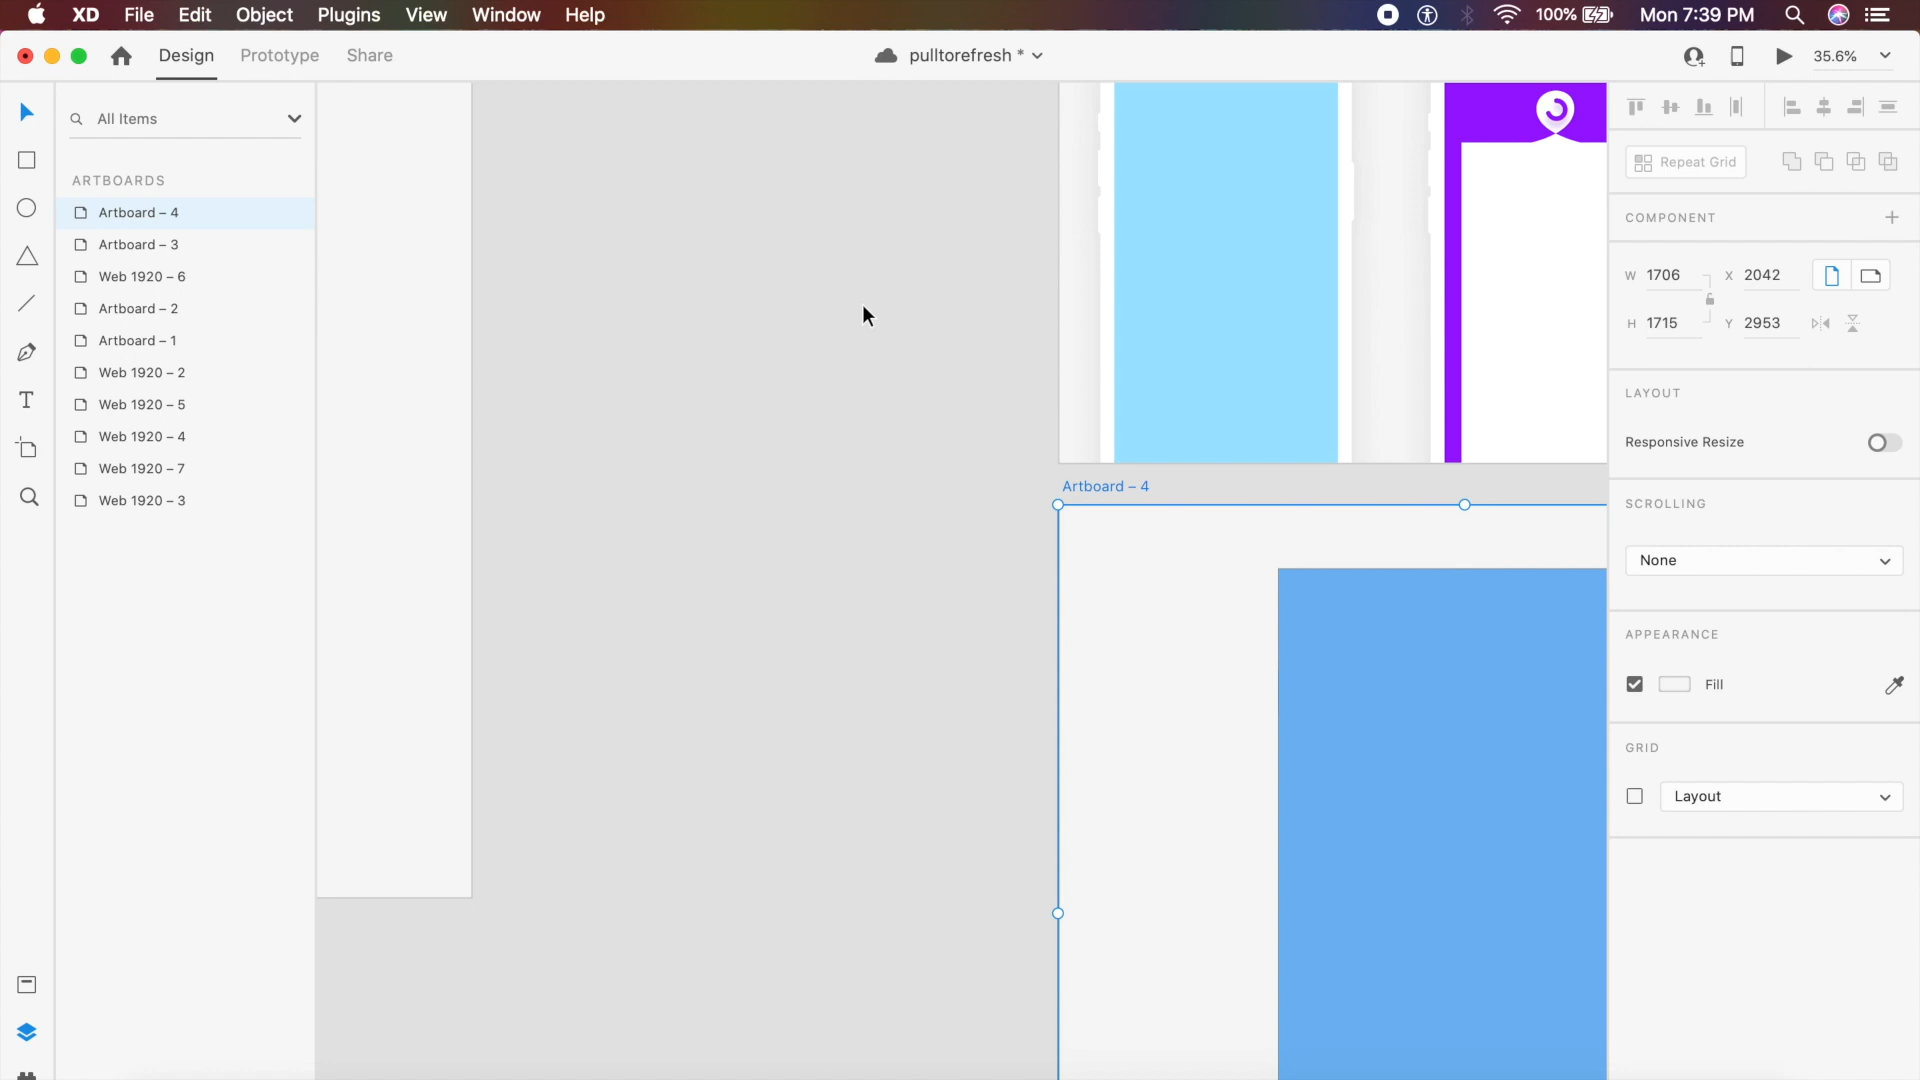 XD File Edit Object Plugins View Window Help 100% Mon 7:39 PM
Design Prototype Share pulltorefresh * 35.6%
All Items
ARTBOARDS
Artboard – 4
Artboard – 3
Web 1920 – 6
Artboard – 2
Artboard – 1
Web 1920 – 2
Web 1920 – 5
Web 1920 – 4
Web 1920 – 7
Web 1920 – 3
T
Artboard – 4
Repeat Grid
COMPONENT
W 1706 X 2042
H 1715 Y 2953
LAYOUT
Responsive Resize
SCROLLING
None
APPEARANCE
Fill
GRID
Layout